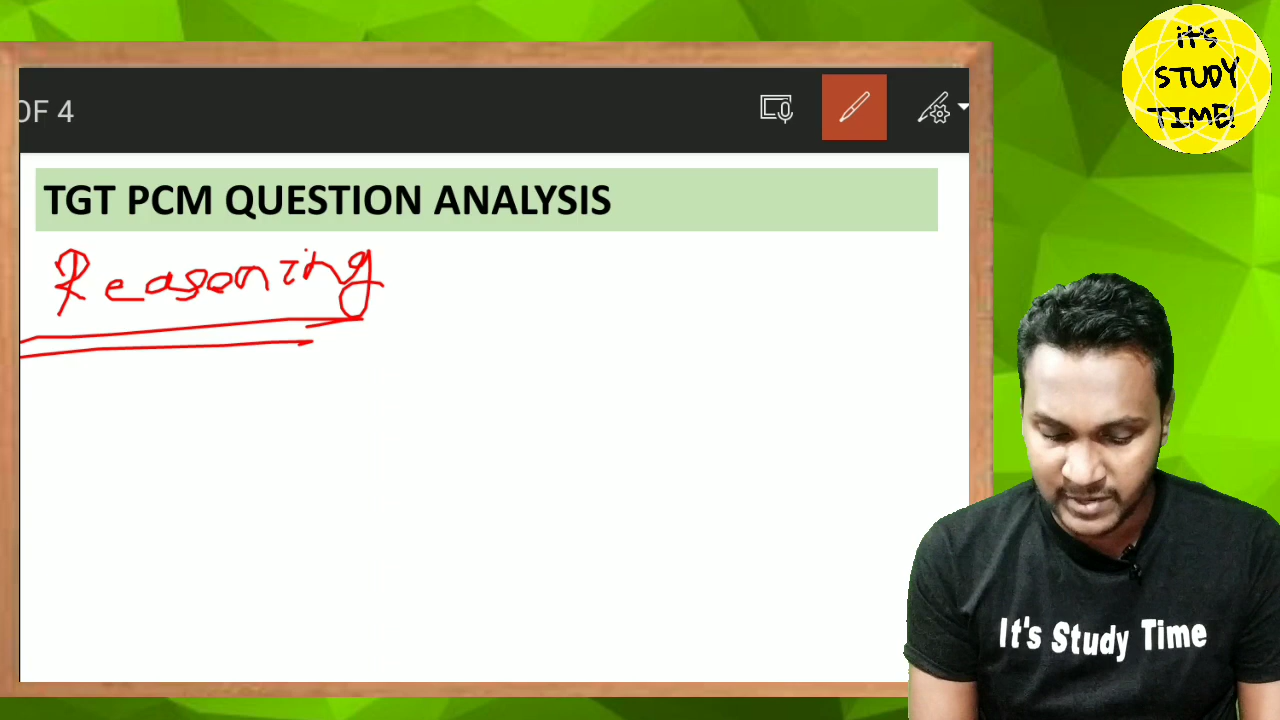 OF 4
it's
STUDY
TIME!
TGT PCM QUESTION ANALYSIS
Reasoning
It's Study Time